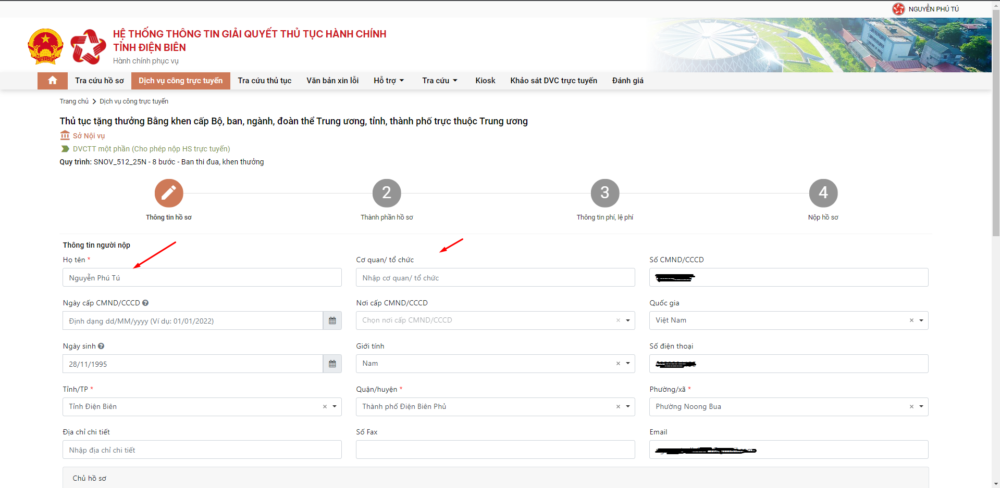 NGUYỄN PHÚ TÚ
HỆ THỐNG THÔNG TIN GIẢI QUYẾT THỦ TỤC HÀNH CHÍNH
TỈNH ĐIỆN BIÊN
Hành chính phục vụ
Tra cứu hồ sơ Dịch vụ công trực tuyến Tra cứu thủ tục Văn bản xin lỗi Hỗ trợ Tra cứu Kiosk Khảo sát DVC trực tuyến Đánh giá
Trang chủ Dịch vụ công trực tuyến
Thủ tục tặng thưởng Bằng khen cấp Bộ, ban, ngành, đoàn thể Trung ương, tỉnh, thành phố trực thuộc Trung ương
Sở Nội vụ
DVCTT một phần (Cho phép nộp HS trực tuyến)
Quy trình: SNOV_512_25N - 8 bước - Ban thi đua, khen thưởng
2 3 4
Thông tin hồ sơ Thành phần hồ sơ Thông tin phí, lệ phí Nộp hồ sơ
Thông tin người nộp
Họ tên * Cơ quan/ tổ chức Số CMND/CCCD
Nguyễn Phú Tú Nhập cơ quan/ tổ chức
Ngày cấp CMND/CCCD Nơi cấp CMND/CCCD Quốc gia
Định dạng dd/MM/yyyy (Ví dụ: 01/01/2022) Chọn nơi cấp CMND/CCCD Việt Nam
Ngày sinh Giới tính Số điện thoại
28/11/1995 Nam
Tỉnh/TP * Quận/huyện * Phường/xã *
Tỉnh Điện Biên Thành phố Điện Biên Phủ Phường Noong Bua
Địa chỉ chi tiết Số Fax Email
Nhập địa chỉ chi tiết
Chủ hồ sơ